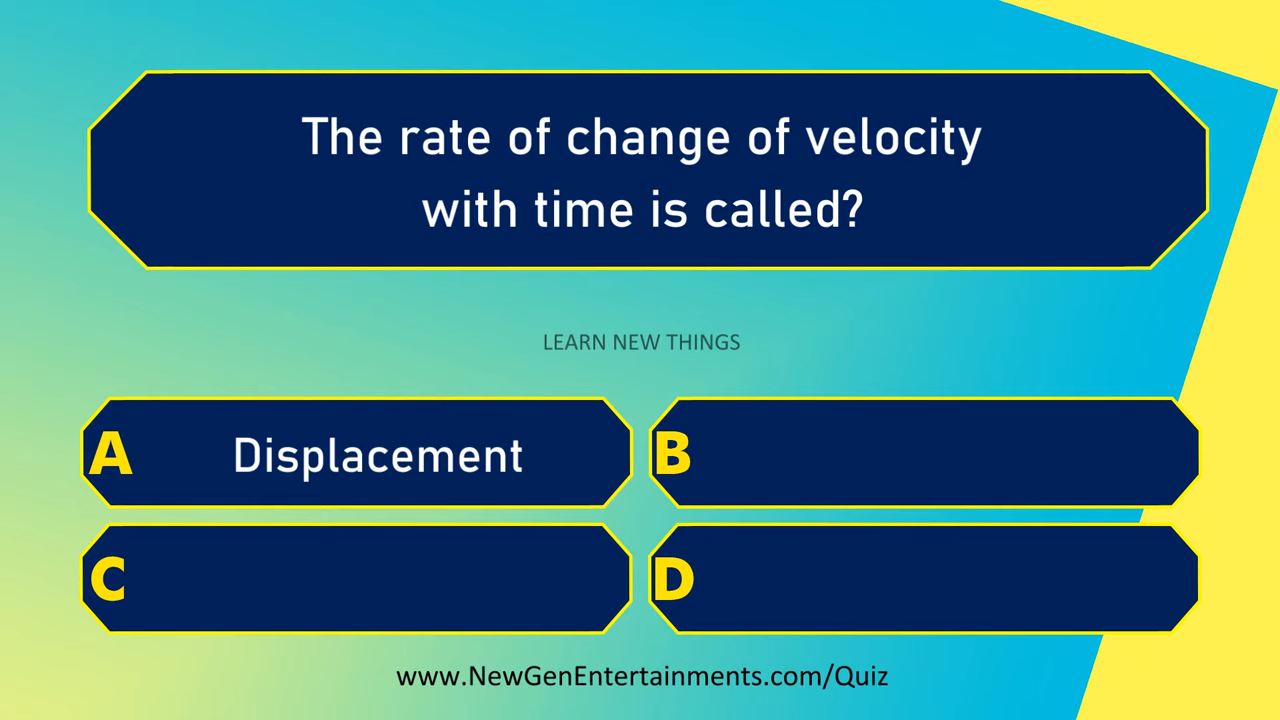 The rate of change of velocity
with time is called?
LEARN NEW THINGS
A Displacement
B
C
D
www.NewGenEntertainments.com/Quiz